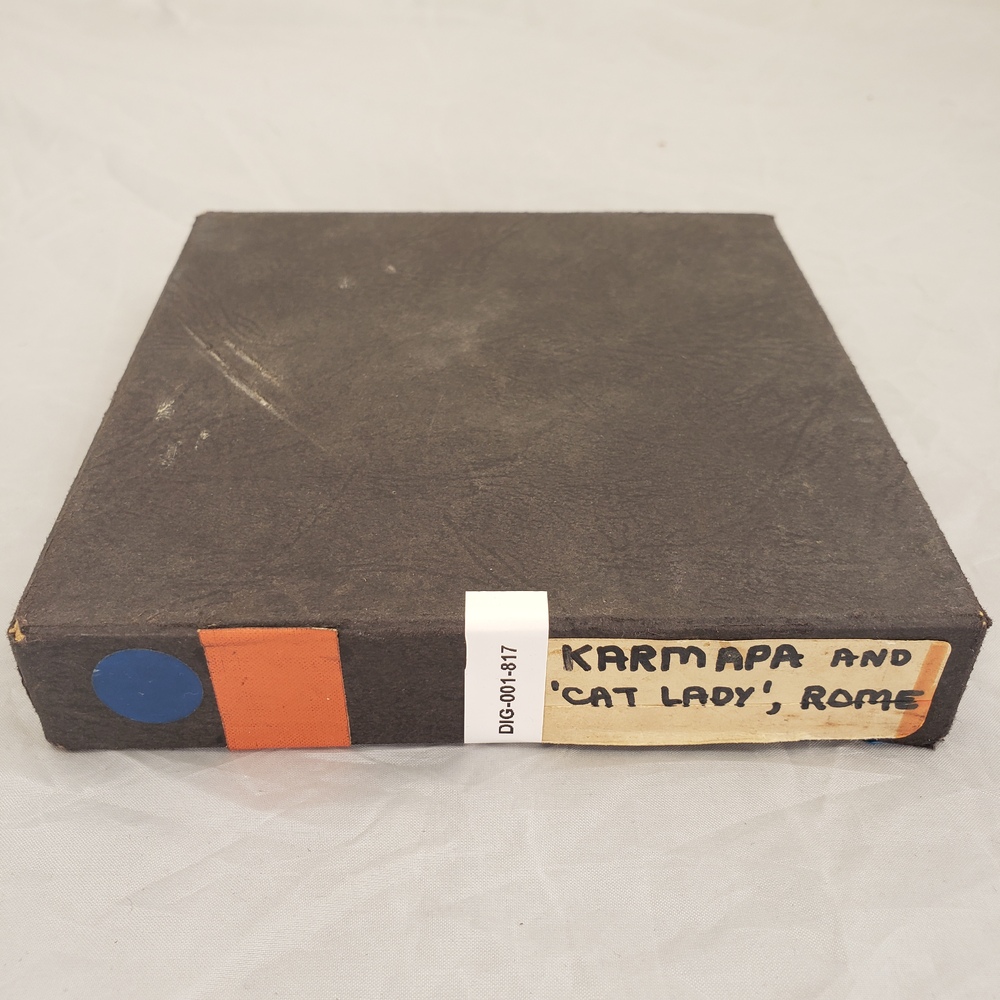 DIG-001-817
KARMAPA AND
'CAT LADY', ROME